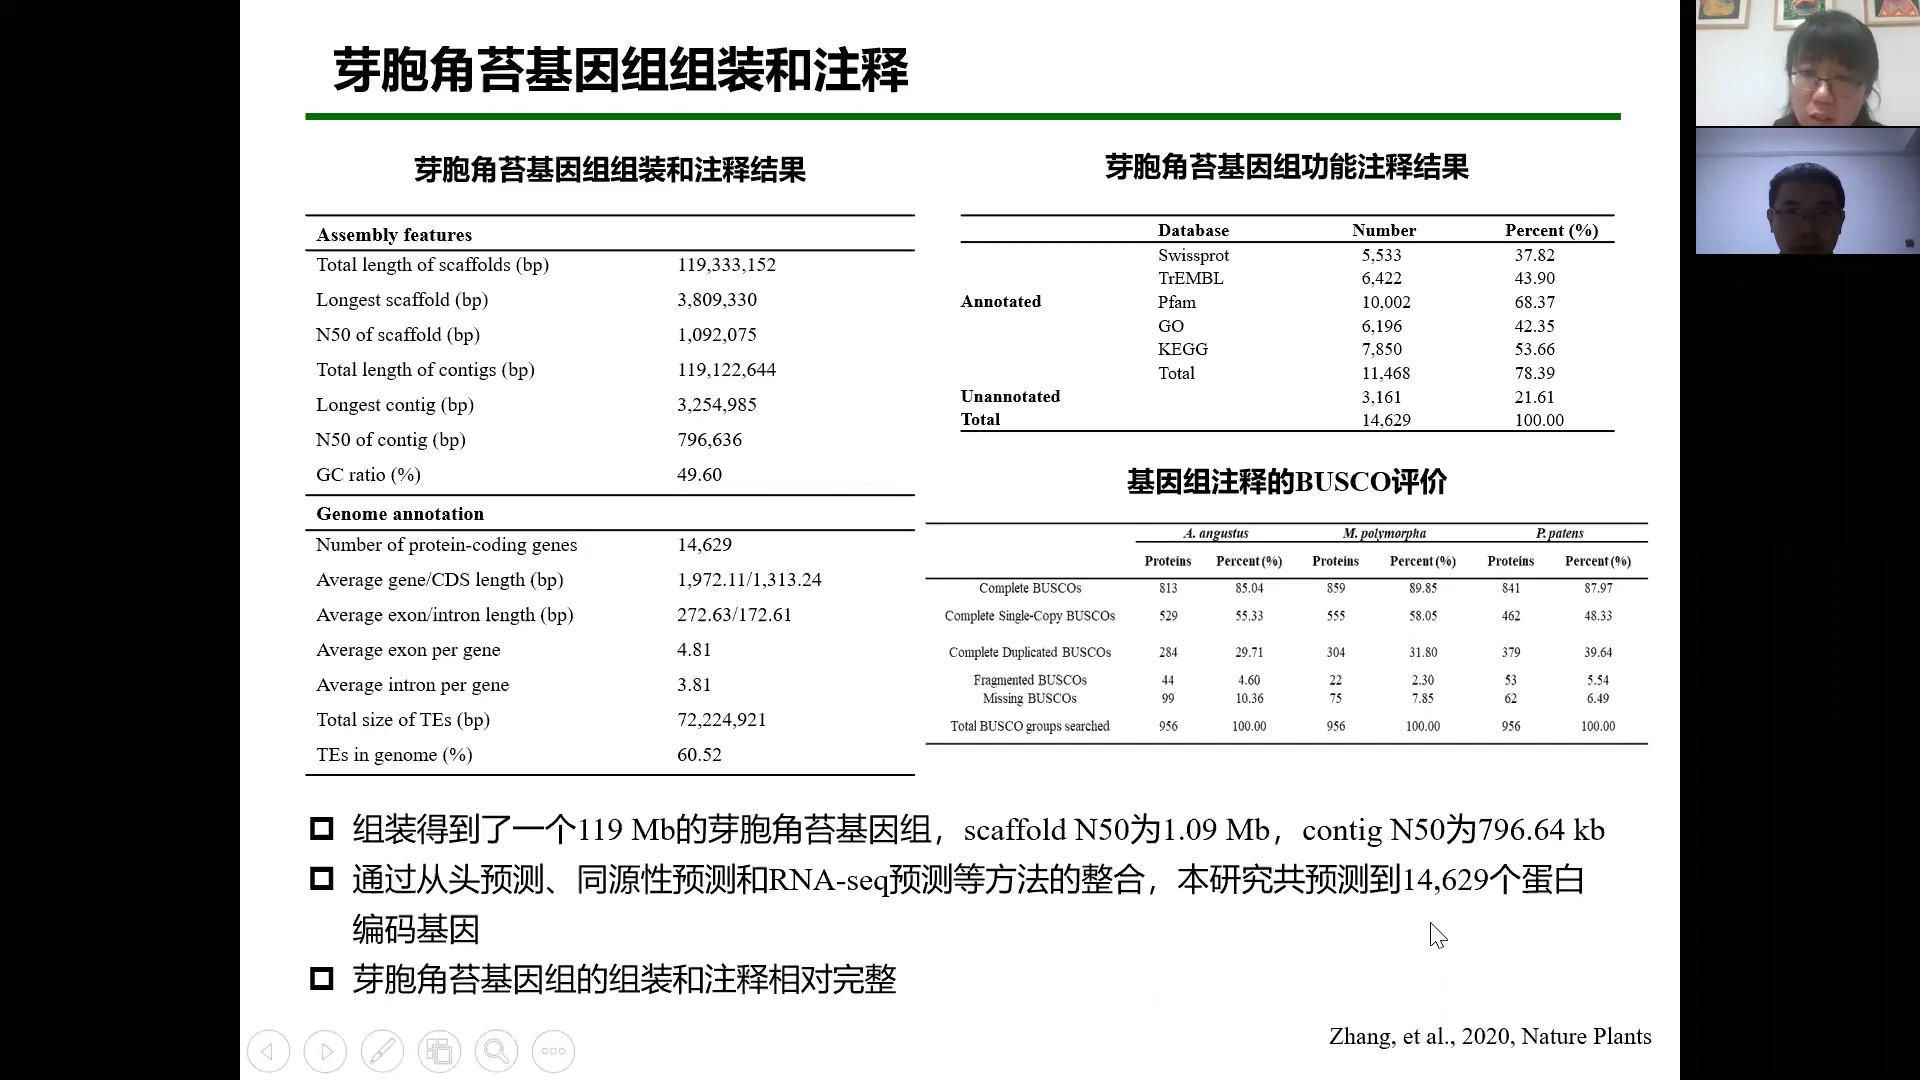 芽胞角苔基因组组装和注释
芽胞角苔基因组组装和注释结果
Assembly features
Total length of scaffolds (bp) 119,333,152
Longest scaffold (bp) 3,809,330
N50 of scaffold (bp) 1,092,075
Total length of contigs (bp) 119,122,644
Longest contig (bp) 3,254,985
N50 of contig (bp) 796,636
GC ratio (%) 49.60
Genome annotation
Number of protein-coding genes 14,629
Average gene/CDS length (bp) 1,972.11/1,313.24
Average exon/intron length (bp) 272.63/172.61
Average exon per gene 4.81
Average intron per gene 3.81
Total size of TEs (bp) 72,224,921
TEs in genome (%) 60.52
芽胞角苔基因组功能注释结果
Database Number Percent (%)
Swissprot 5,533 37.82
TrEMBL 6,422 43.90
Annotated Pfam 10,002 68.37
GO 6,196 42.35
KEGG 7,850 53.66
Total 11,468 78.39
Unannotated 3,161 21.61
Total 14,629 100.00
基因组注释的BUSCO评价
A. angustus M. polymorpha P. patens
Proteins Percent (%) Proteins Percent (%) Proteins Percent (%)
Complete BUSCOs 813 85.04 859 89.85 841 87.97
Complete Single-Copy BUSCOs 529 55.33 555 58.05 462 48.33
Complete Duplicated BUSCOs 284 29.71 304 31.80 379 39.64
Fragmented BUSCOs 44 4.60 22 2.30 53 5.54
Missing BUSCOs 99 10.36 75 7.85 62 6.49
Total BUSCO groups searched 956 100.00 956 100.00 956 100.00
组装得到了一个119 Mb的芽胞角苔基因组，scaffold N50为1.09 Mb，contig N50为796.64 kb
通过从头预测、同源性预测和RNA-seq预测等方法的整合，本研究共预测到14,629个蛋白
编码基因
芽胞角苔基因组的组装和注释相对完整
Zhang, et al., 2020, Nature Plants